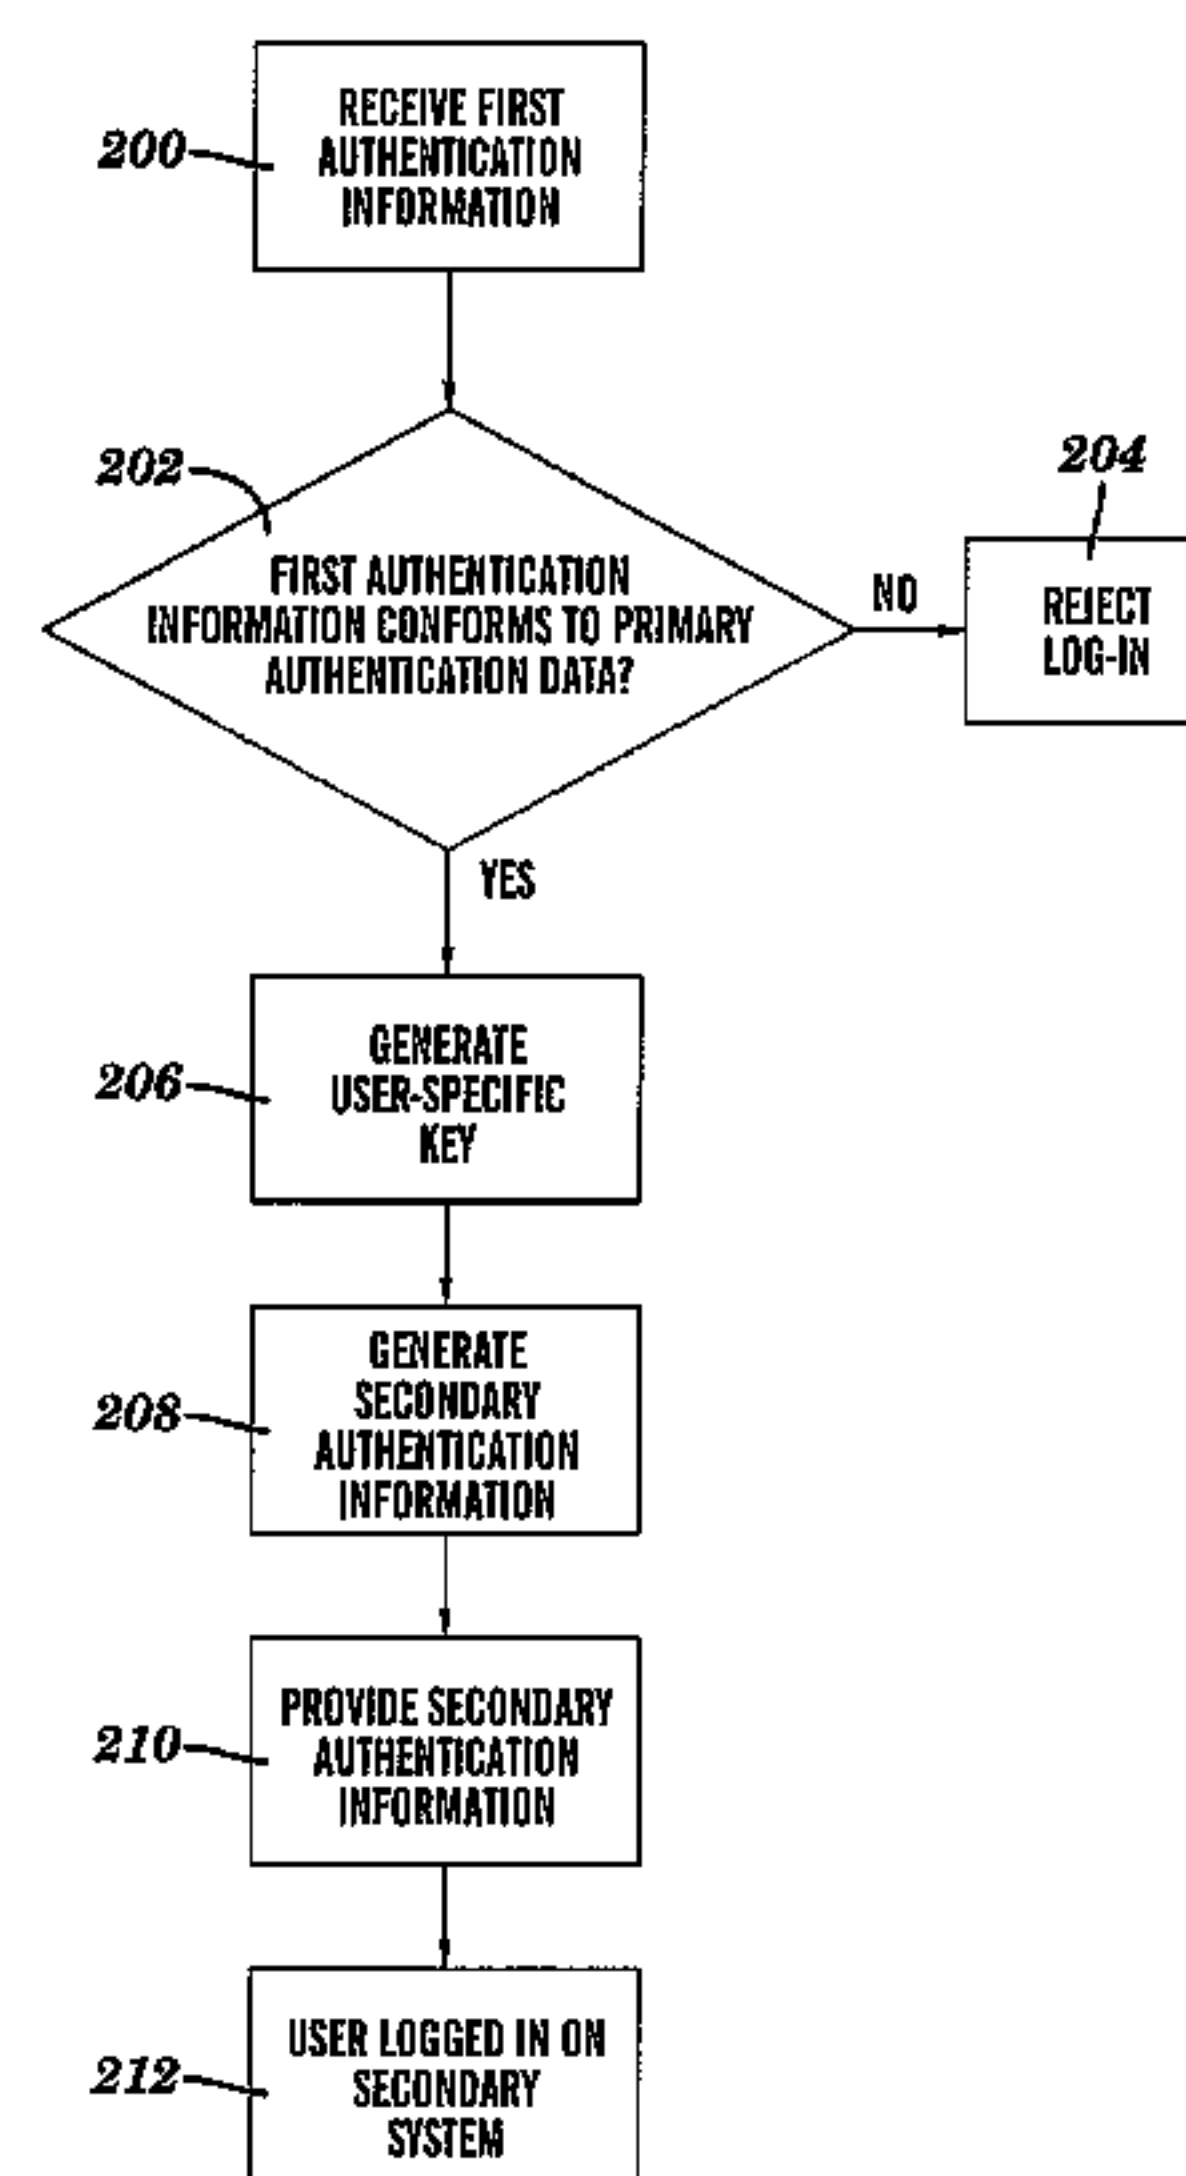 200
RECEIVE FIRST
AUTHENTICATION
INFORMATION
202
FIRST AUTHENTICATION
INFORMATION CONFORMS TO PRIMARY
AUTHENTICATION DATA?
NO
204
REJECT
LOG-IN
YES
206
GENERATE
USER-SPECIFIC
KEY
208
GENERATE
SECONDARY
AUTHENTICATION
INFORMATION
210
PROVIDE SECONDARY
AUTHENTICATION
INFORMATION
212
USER LOGGED IN ON
SECONDARY
SYSTEM